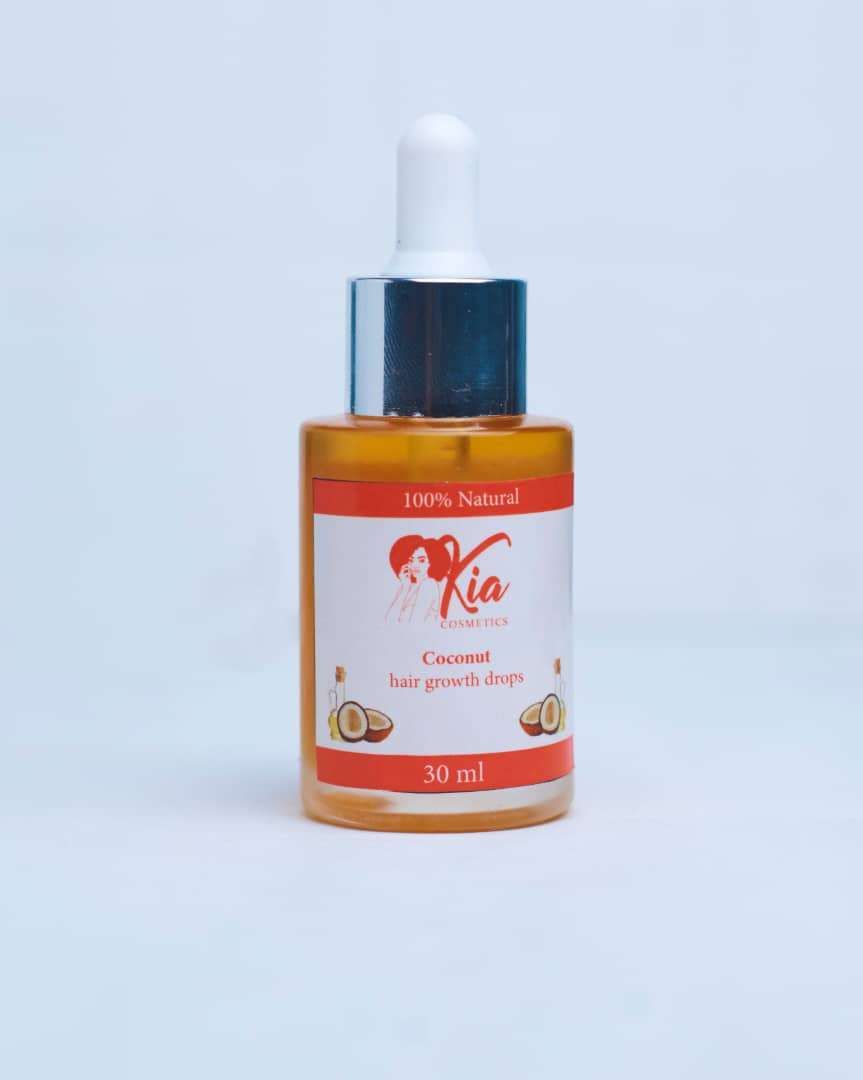 100% Natural
Kia
COSMETICS
Coconut
hair growth drops
30 ml